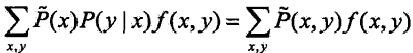 ∑_{x,y} P̃(x)P(y | x)f(x, y) = ∑_{x,y} P̃(x, y)f(x, y)